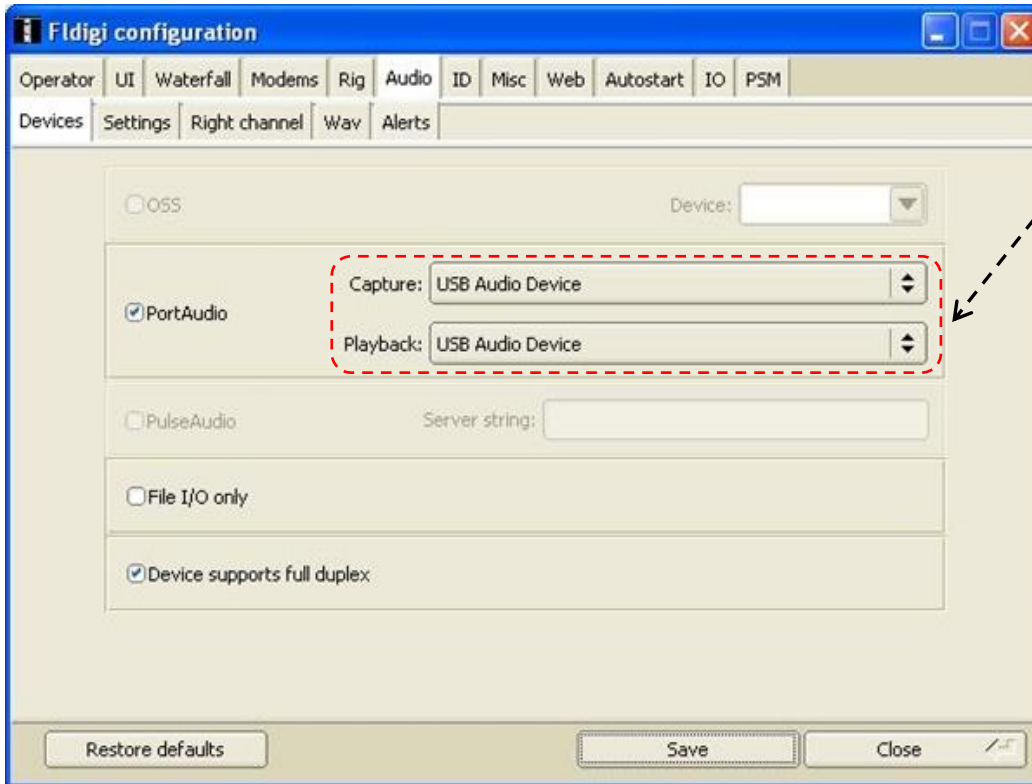 Fldigi configuration
Operator UI Waterfall Modems Rig Audio ID Misc Web Autostart IO PSM
Devices Settings Right channel Wav Alerts
OSS Device:
Capture: USB Audio Device
PortAudio
Playback: USB Audio Device
PulseAudio Server string:
File I/O only
Device supports full duplex
Restore defaults Save Close